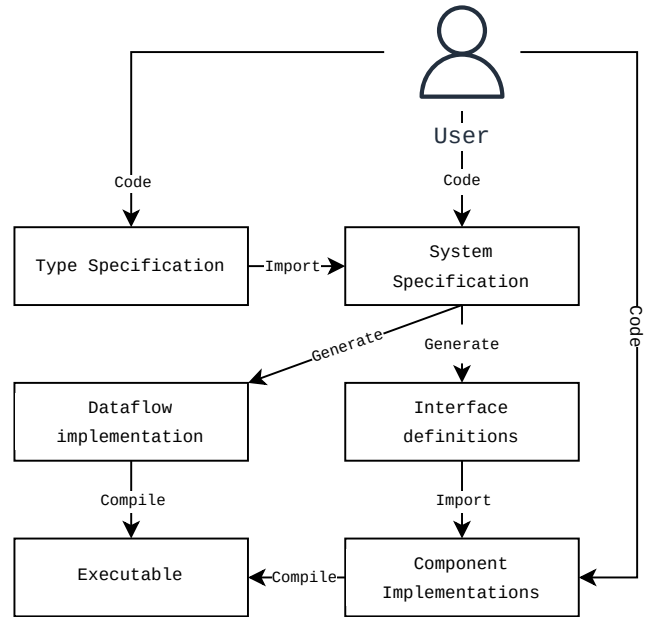 User
Code
Code
Type Specification
Import
System
Specification
Code
Generate
Generate
Dataflow
implementation
Interface
definitions
Compile
Import
Executable
Compile
Component
Implementations